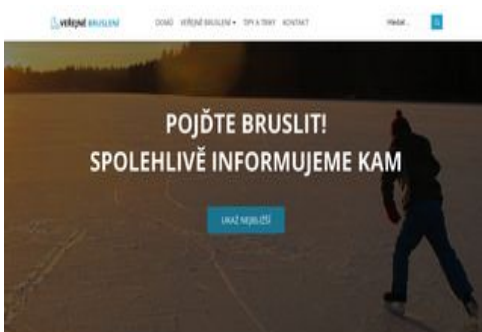 VEŘEJNÉ BRUSLENÍ
DOMŮ VEŘEJNÉ BRUSLENÍ TIPY A TRIKY KONTAKT
Hledat ...
POJĎTE BRUSLIT!
SPOLEHLIVĚ INFORMUJEME KAM
UKAŽ NEJBLIŽŠÍ